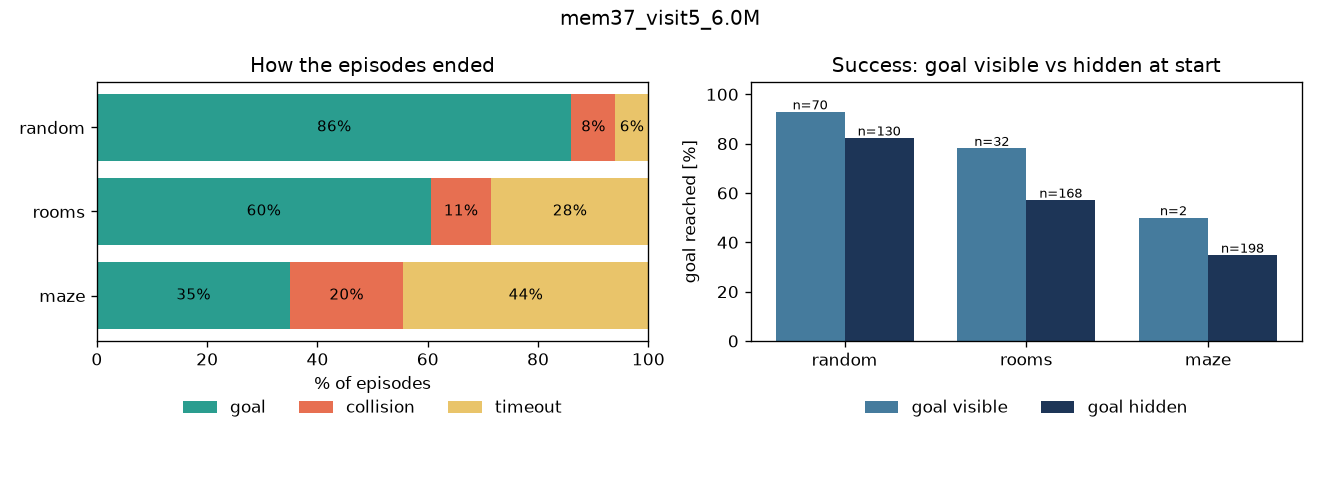 mem37_visit5_6.0M
How the episodes ended
random
rooms
maze
86%
8%
6%
60%
11%
28%
35%
20%
44%
0 20 40 60 80 100
% of episodes
goal collision timeout
Success: goal visible vs hidden at start
goal reached [%]
100
80
60
40
20
0
n=70
n=130
n=32
n=168
n=2
n=198
random rooms maze
goal visible goal hidden